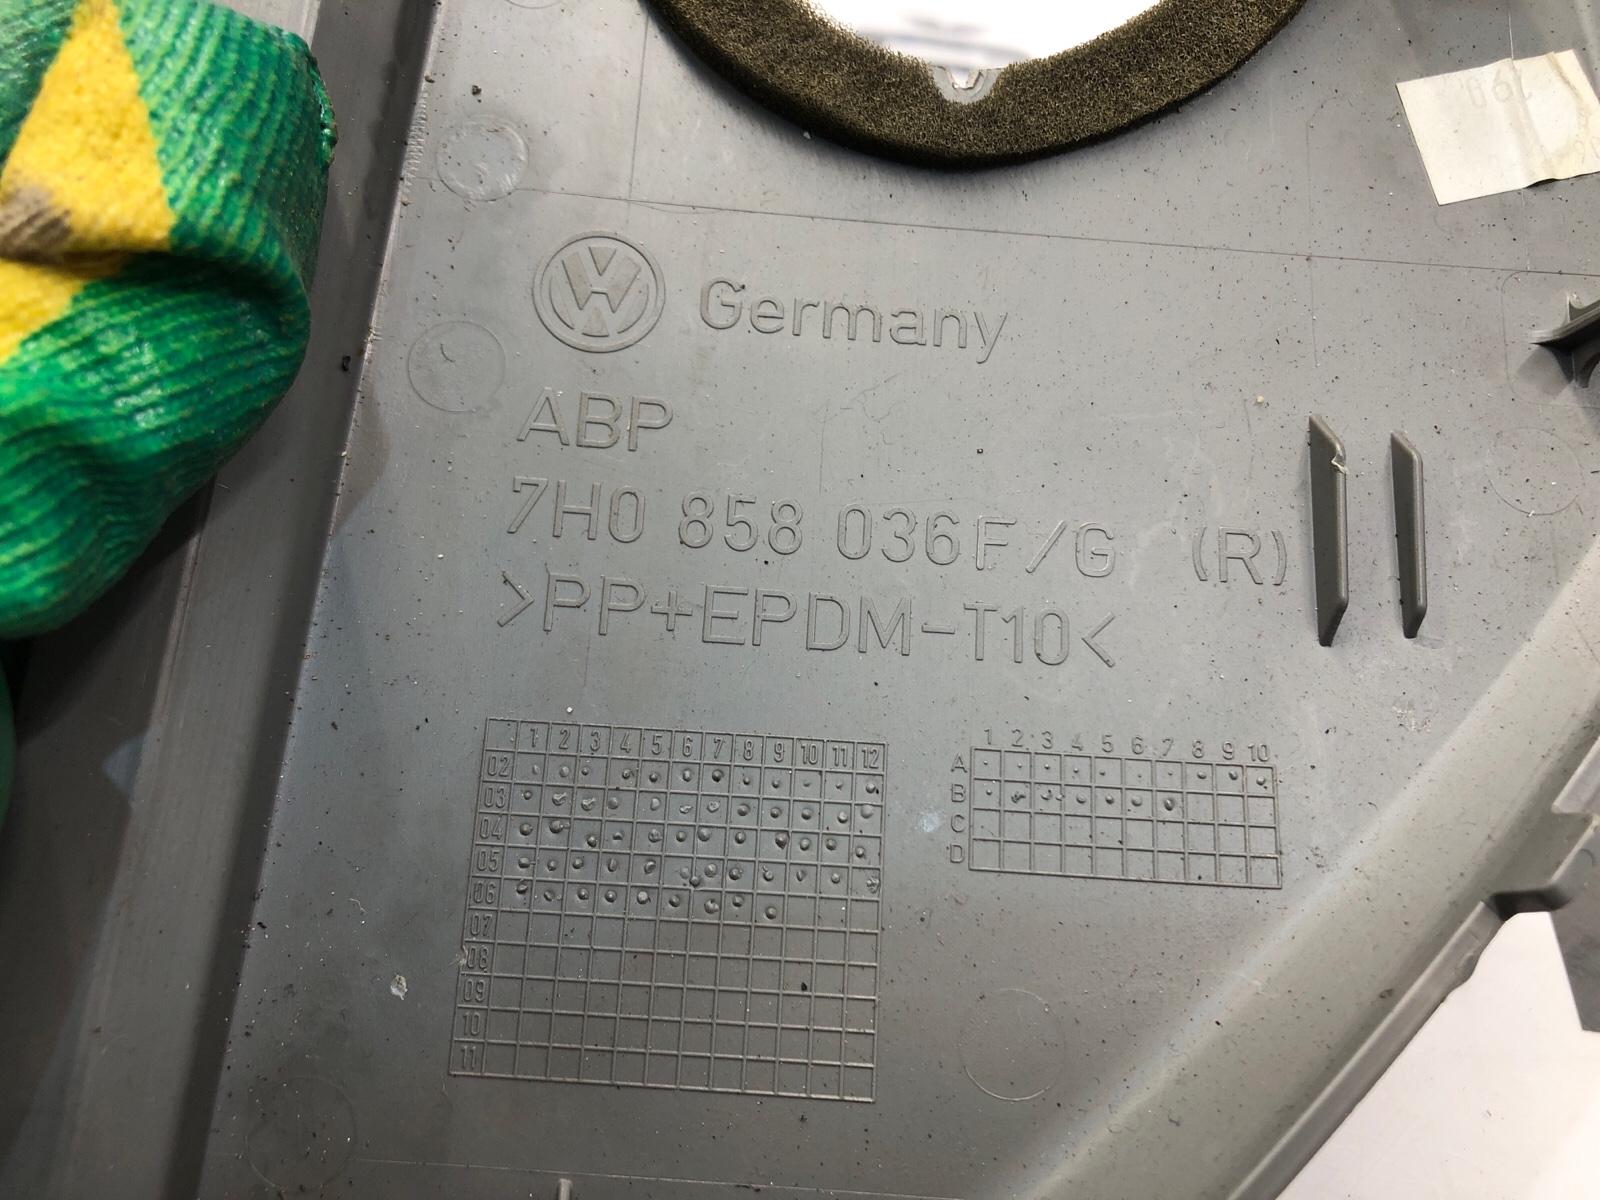 VW Germany
ABP
7H0 858 036F/G (R)
>PP+EPDM-T10<
1 2 3 4 5 6 7 8 9 10 11 12
02
03
04
05
06
07
08
09
10
11
1 2 3 4 5 6 7 8 9 10
A
B
C
D